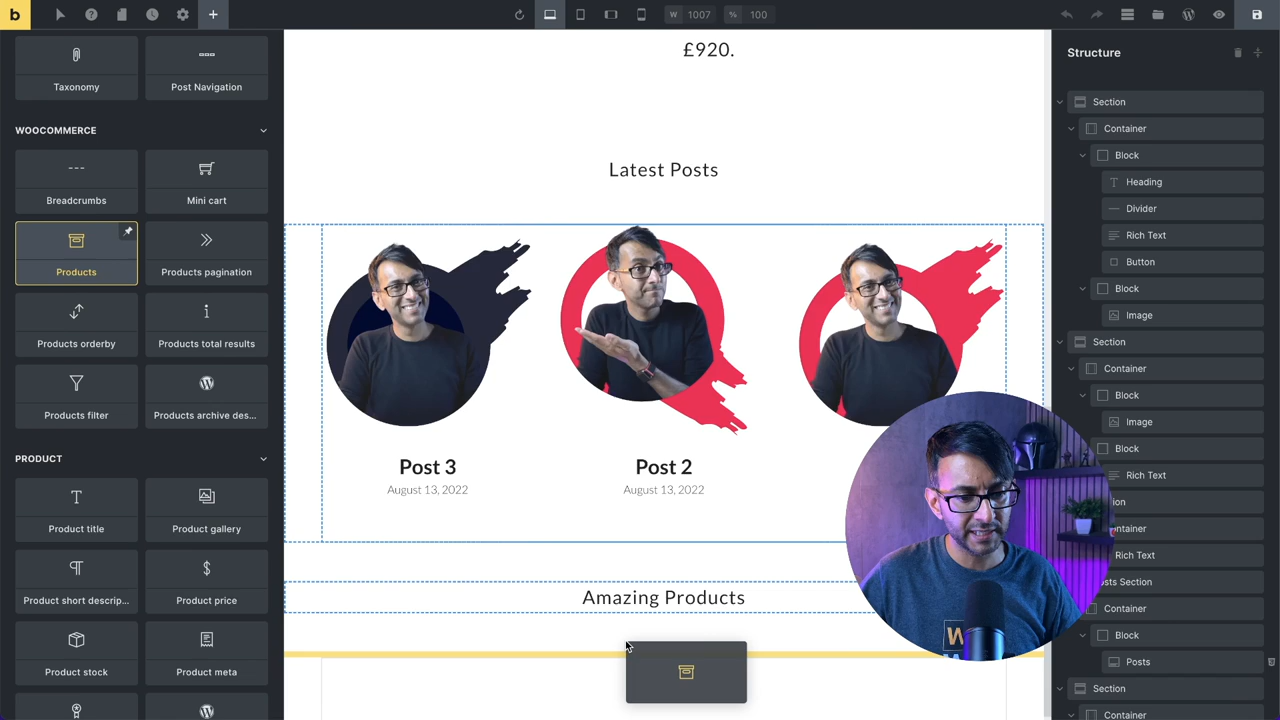 b
W 1007
% 100
Taxonomy
Post Navigation
WOOCOMMERCE
Breadcrumbs
Mini cart
Products
Products pagination
Products orderby
Products total results
Products filter
Products archive des...
PRODUCT
Product title
Product gallery
Product short descrip...
Product price
Product stock
Product meta
£920.
Latest Posts
Post 3
August 13, 2022
Post 2
August 13, 2022
Amazing Products
Structure
Section
Container
Block
Heading
Divider
Rich Text
Button
Block
Image
Section
Container
Block
Image
Block
Rich Text
ion
ontainer
Rich Text
osts Section
Container
Block
Posts
Section
Container